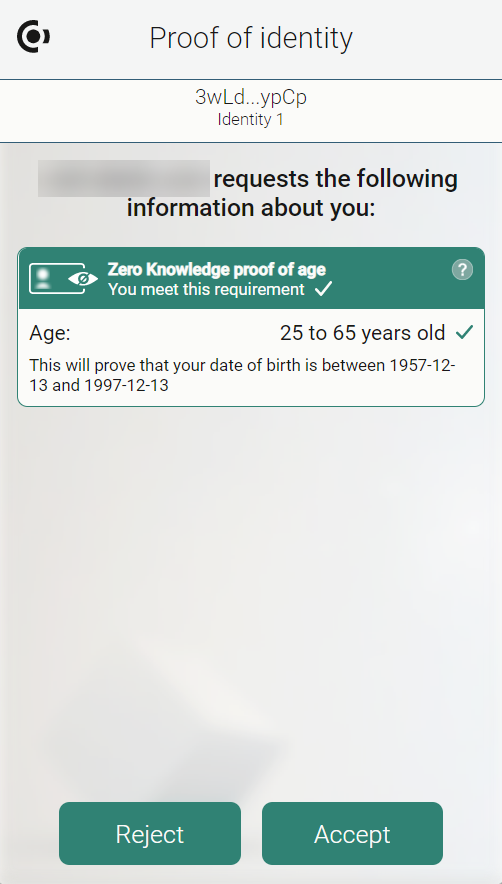 Proof of identity
3wLd...ypCp
Identity 1
requests the following
information about you:
Zero Knowledge proof of age
?
You meet this requirement
Age: 25 to 65 years old
This will prove that your date of birth is between 1957-12-
13 and 1997-12-13
Reject Accept